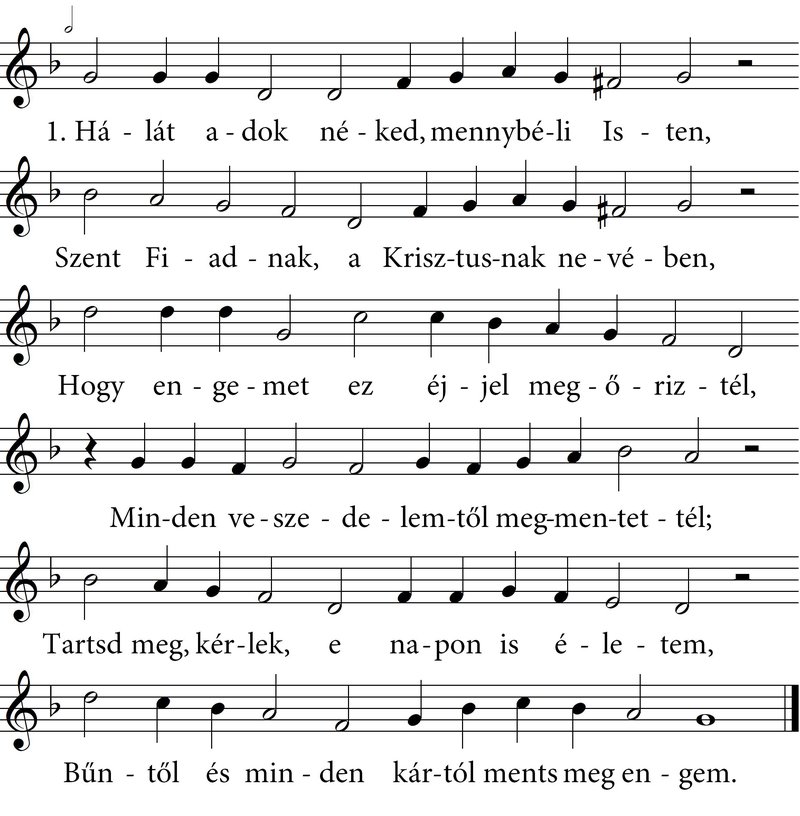 1. Há - lát a - dok né - ked, mennybé-li Is - ten,
Szent Fi - ad - nak, a Krisz-tus-nak ne - vé - ben,
Hogy en - ge - met ez éj - jel meg - ő - riz - tél,
Min-den ve - sze - de - lem-től meg-men-tet - tél;
Tartsd meg, kér-lek, e na-pon is é - le - tem,
Bűn - től és min - den kár-tól ments meg en - gem.